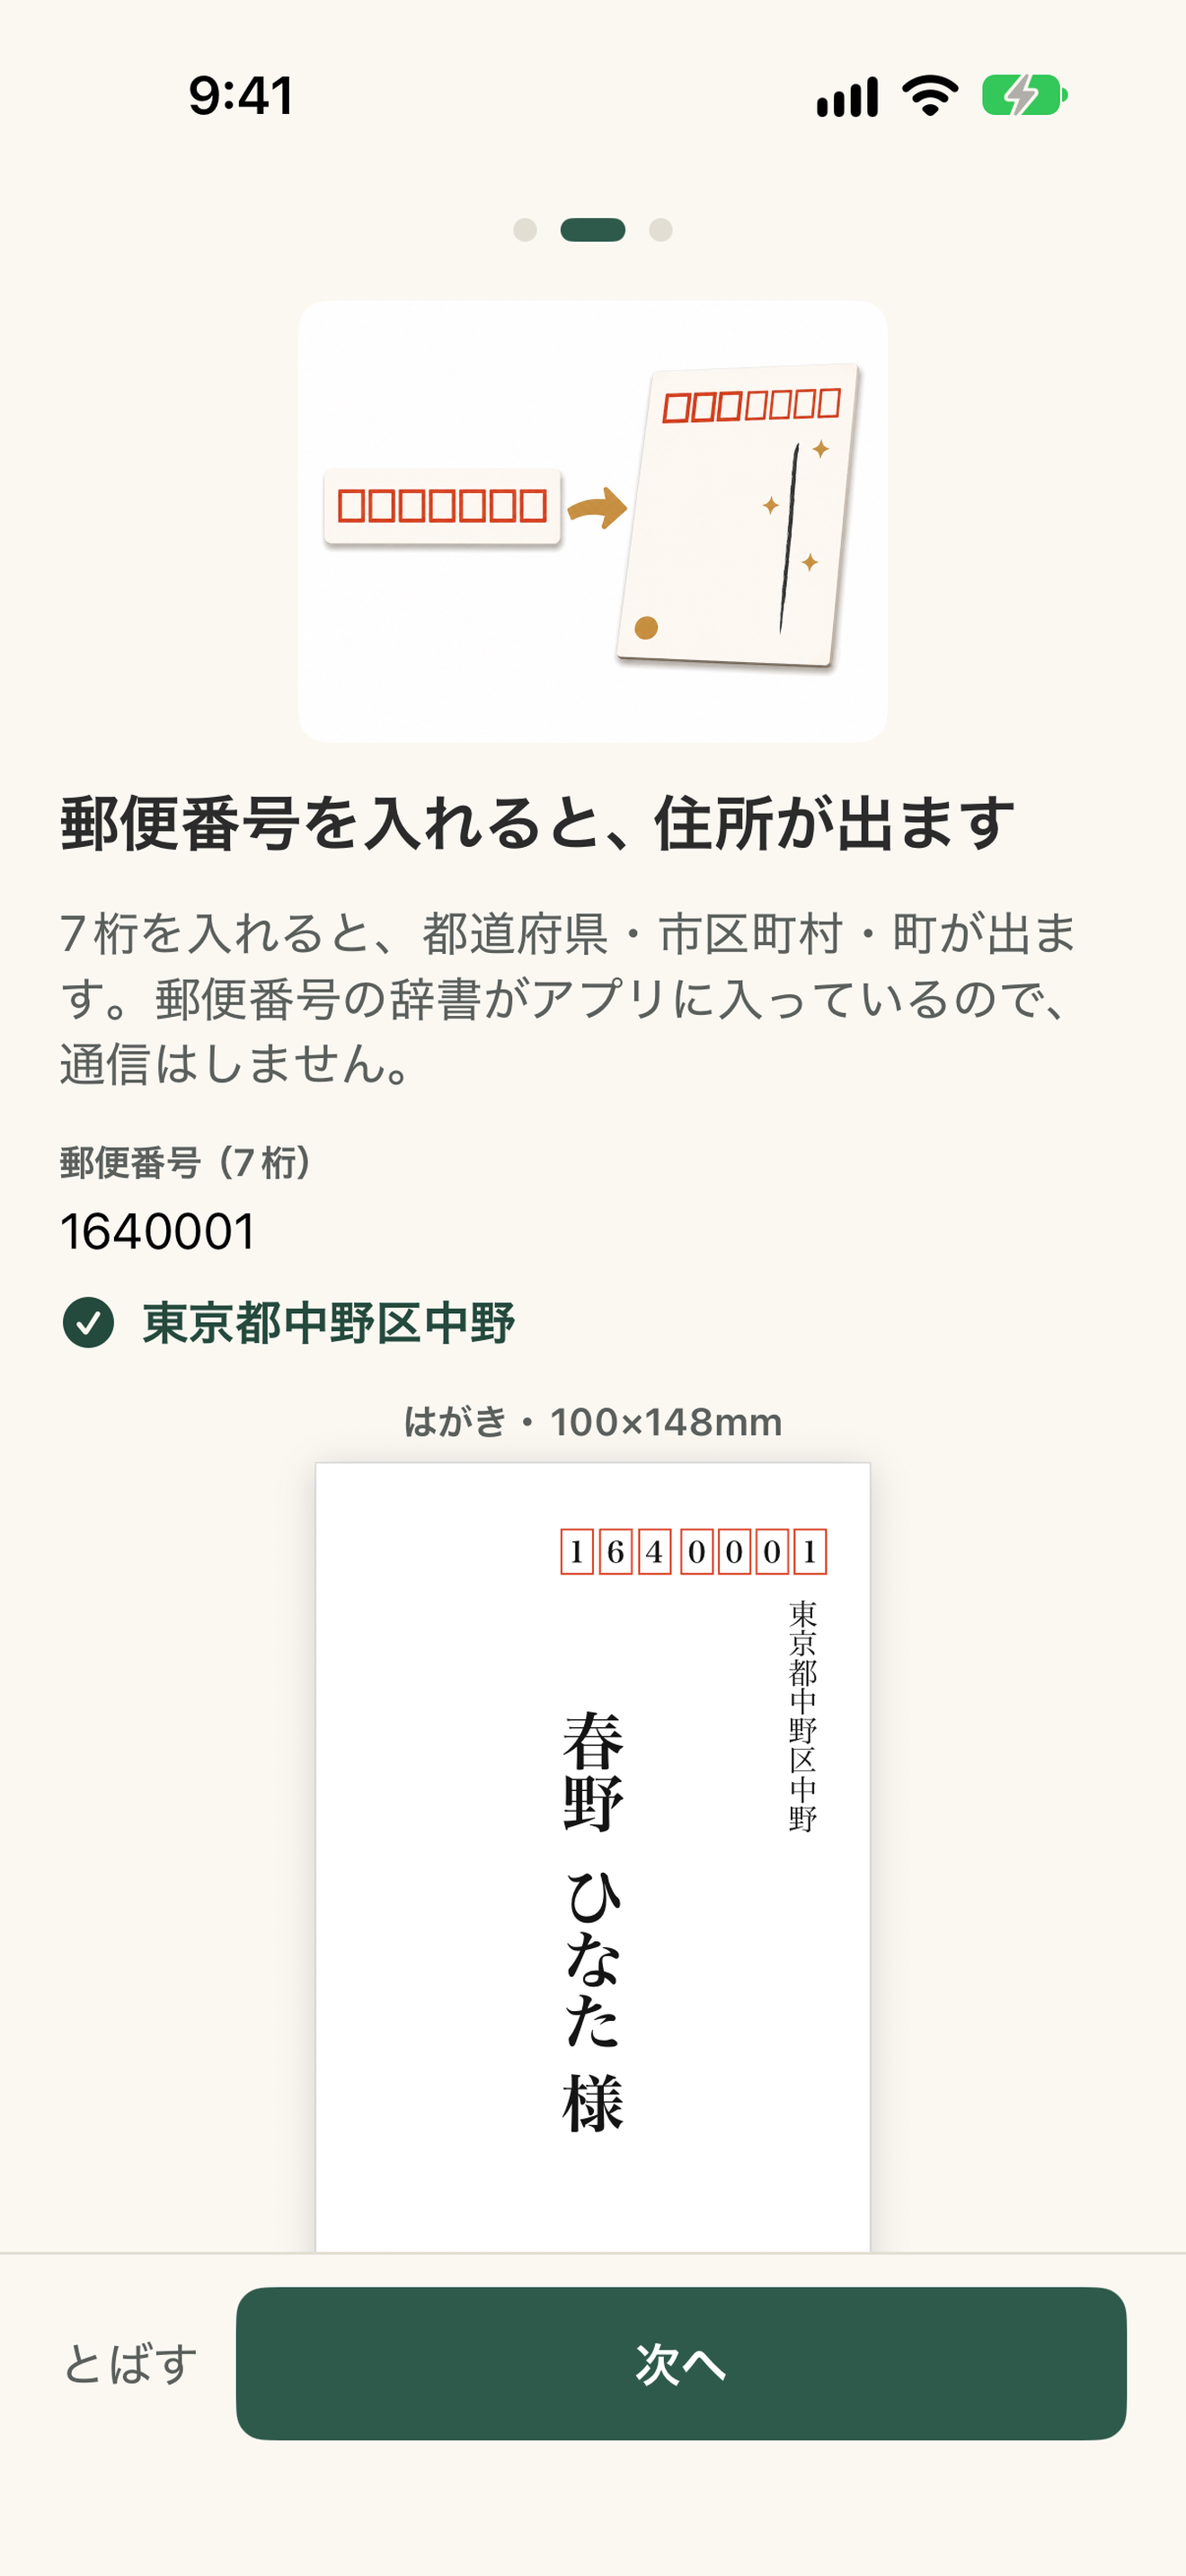 9:41
郵便番号を入れると、住所が出ます
7桁を入れると、都道府県・市区町村・町が出ま
す。郵便番号の辞書がアプリに入っているので、
通信はしません。
郵便番号（7桁）
1640001
東京都中野区中野
はがき・100×148mm
1640001
東京都中野区中野
春野 ひなた 様
とばす
次へ